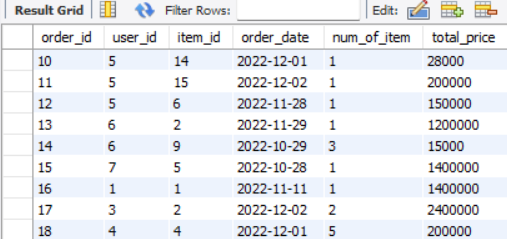 Result Grid Filter Rows: Edit:
order_id user_id item_id order_date num_of_item total_price
10 5 14 2022-12-01 1 28000
11 5 15 2022-12-02 1 200000
12 5 6 2022-11-28 1 150000
13 6 2 2022-11-29 1 1200000
14 6 9 2022-10-29 3 15000
15 7 5 2022-10-28 1 1400000
16 1 1 2022-11-11 1 1400000
17 3 2 2022-12-02 2 2400000
18 4 4 2022-12-01 5 200000